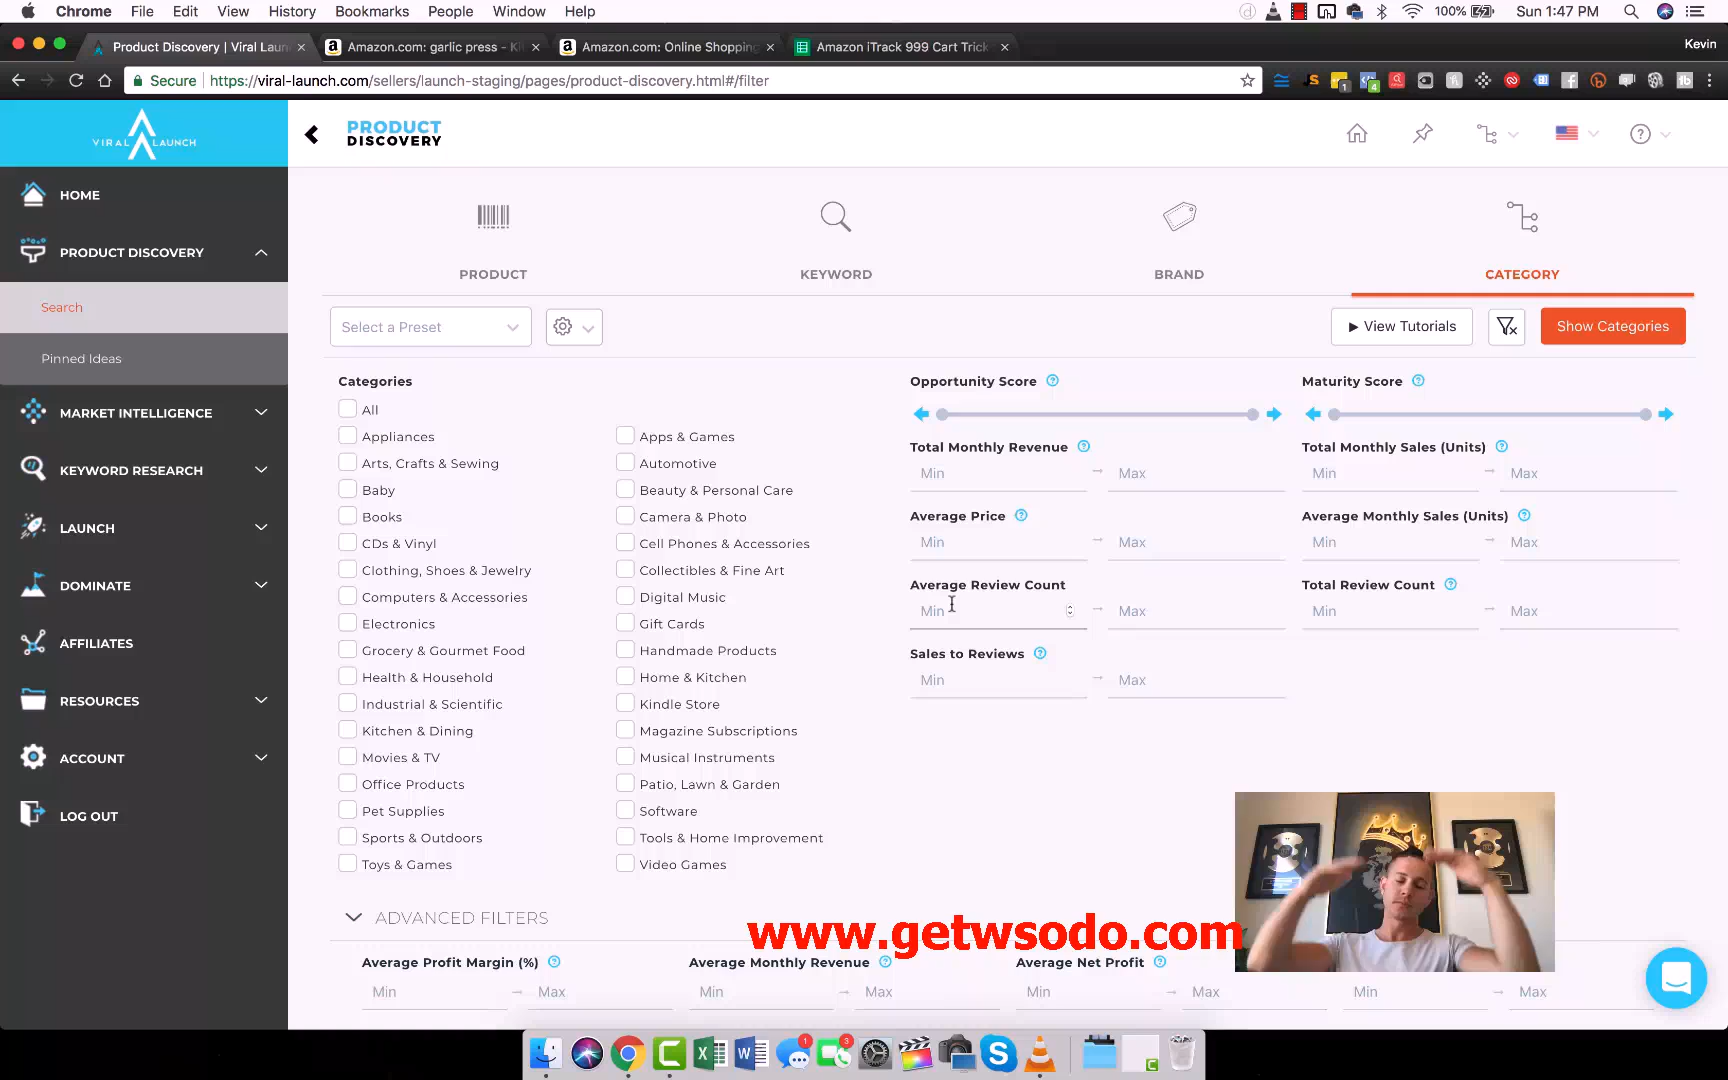 Chrome File Edit View History Bookmarks People Window Help 100% Sun 1:47 PM
Product Discovery | Viral Laun Amazon.com: garlic press - Ki Amazon.com: Online Shopping Amazon iTrack 999 Cart Trick Kevin
Secure https://viral-launch.com/sellers/launch-staging/pages/product-discovery.html#/filter
VIRAL LAUNCH
PRODUCT
DISCOVERY
HOME
PRODUCT DISCOVERY
Search
Pinned Ideas
MARKET INTELLIGENCE
KEYWORD RESEARCH
LAUNCH
DOMINATE
AFFILIATES
RESOURCES
ACCOUNT
LOG OUT
PRODUCT KEYWORD BRAND CATEGORY
Select a Preset View Tutorials Show Categories
Categories
All
Appliances Apps & Games
Arts, Crafts & Sewing Automotive
Baby Beauty & Personal Care
Books Camera & Photo
CDs & Vinyl Cell Phones & Accessories
Clothing, Shoes & Jewelry Collectibles & Fine Art
Computers & Accessories Digital Music
Electronics Gift Cards
Grocery & Gourmet Food Handmade Products
Health & Household Home & Kitchen
Industrial & Scientific Kindle Store
Kitchen & Dining Magazine Subscriptions
Movies & TV Musical Instruments
Office Products Patio, Lawn & Garden
Pet Supplies Software
Sports & Outdoors Tools & Home Improvement
Toys & Games Video Games
Opportunity Score Maturity Score
Total Monthly Revenue Total Monthly Sales (Units)
Min Max Min Max
Average Price Average Monthly Sales (Units)
Min Max Min Max
Average Review Count Total Review Count
Min Max Min Max
Sales to Reviews
Min Max
ADVANCED FILTERS
www.getwsodo.com
Average Profit Margin (%) Average Monthly Revenue Average Net Profit
Min Max Min Max Min Max Min Max